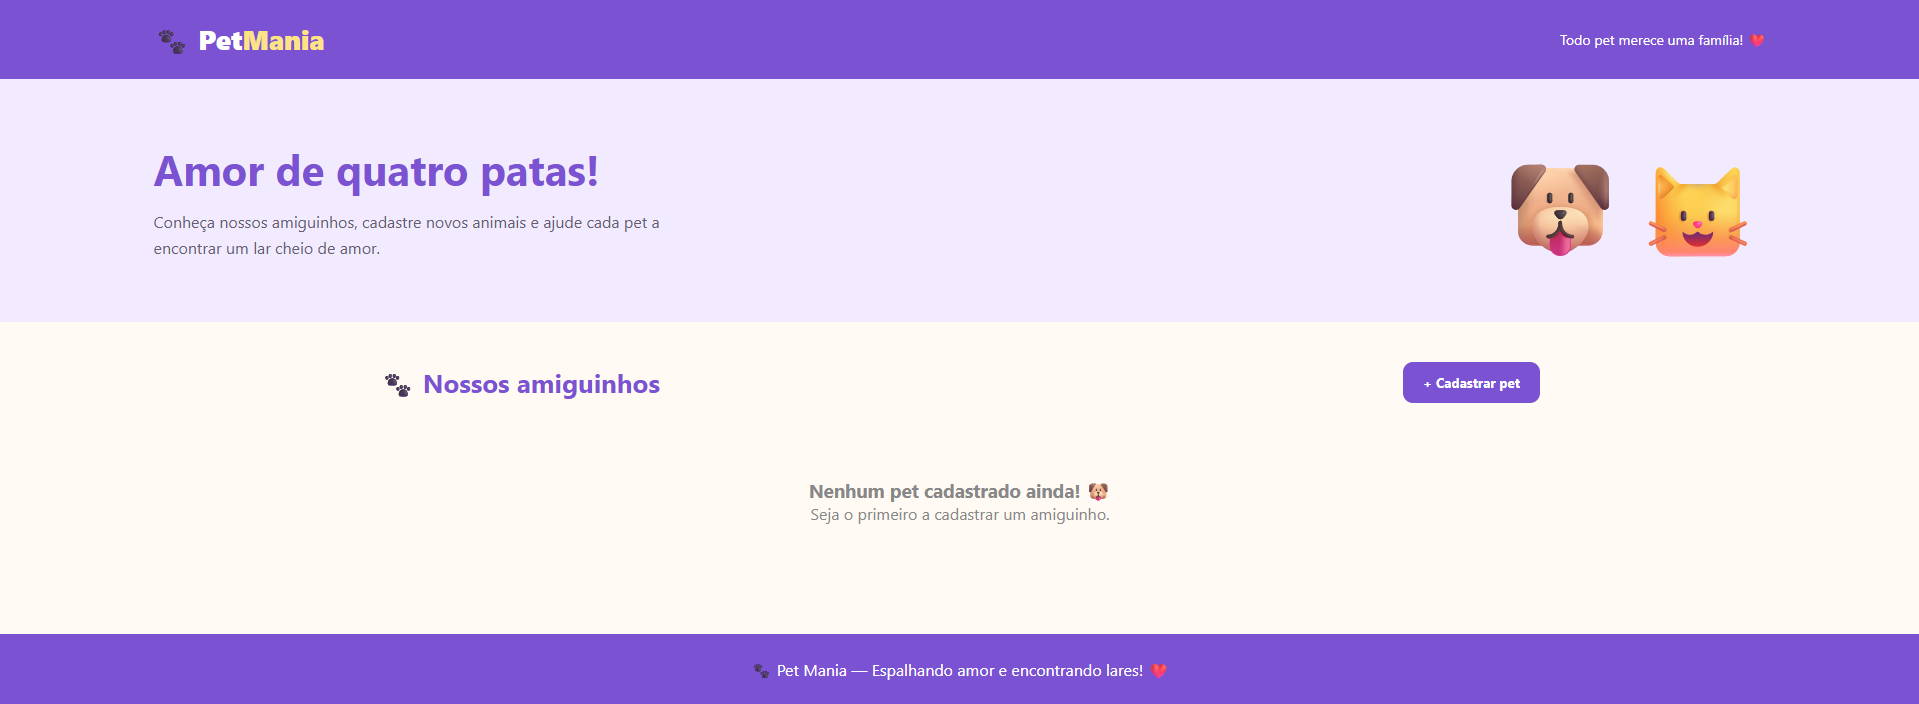 🐾 PetMania
Todo pet merece uma família! ❤️
Amor de quatro patas!
Conheça nossos amiguinhos, cadastre novos animais e ajude cada pet a
encontrar um lar cheio de amor.
🐾 Nossos amiguinhos
+ Cadastrar pet
Nenhum pet cadastrado ainda! 🐶
Seja o primeiro a cadastrar um amiguinho.
🐾 Pet Mania — Espalhando amor e encontrando lares! ❤️